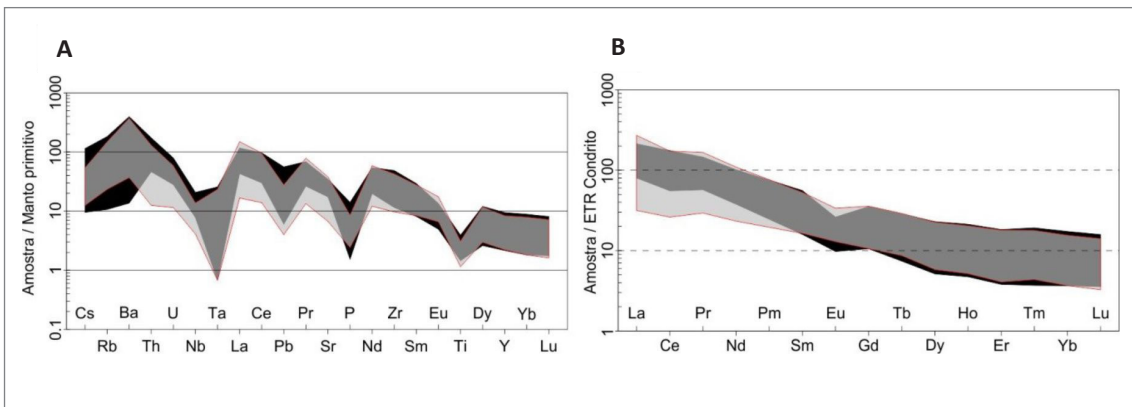 A
Amostra / Manto primitivo
1000
100
10
1
0.1
Cs Ba U Ta La Ce Pr P Zr Eu Dy Yb
Rb Th Nb Pb Sr Nd Sm Ti Y Lu
B
Amostra / ETR Condrito
1000
100
10
1
La Pr Pm Eu Tb Ho Tm Lu
Ce Nd Sm Gd Dy Er Yb